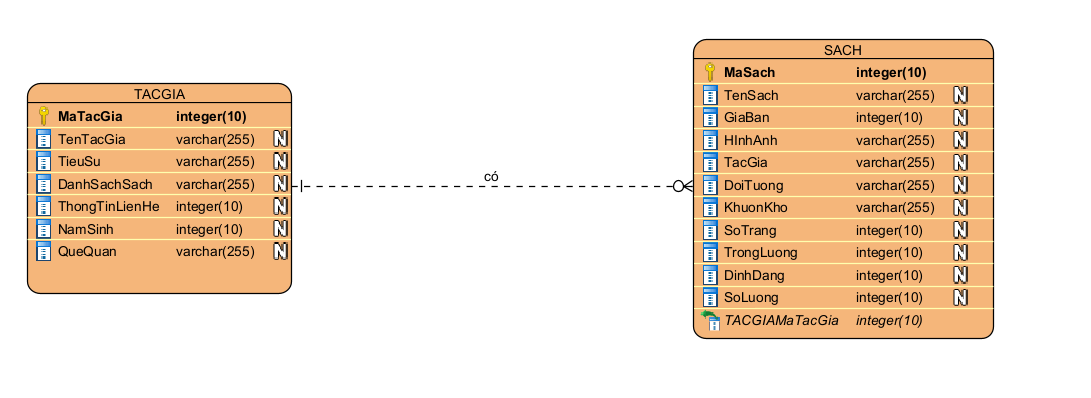 TACGIA
MaTacGia integer(10)
TenTacGia varchar(255) N
TieuSu varchar(255) N
DanhSachSach varchar(255) N
ThongTinLienHe integer(10) N
NamSinh integer(10) N
QueQuan varchar(255) N
có
SACH
MaSach integer(10)
TenSach varchar(255) N
GiaBan integer(10) N
HInhAnh varchar(255) N
TacGia varchar(255) N
DoiTuong varchar(255) N
KhuonKho varchar(255) N
SoTrang integer(10) N
TrongLuong integer(10) N
DinhDang integer(10) N
SoLuong integer(10) N
TACGIAMaTacGia integer(10)